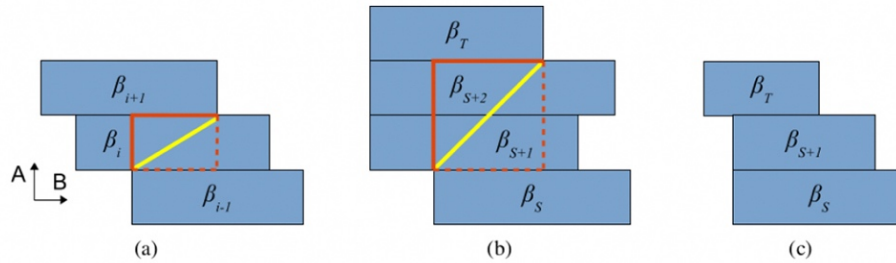 β_{i+1}
β_i
β_{i-1}
A
B
(a)
β_T
β_{S+2}
β_{S+1}
β_S
(b)
β_T
β_{S+1}
β_S
(c)